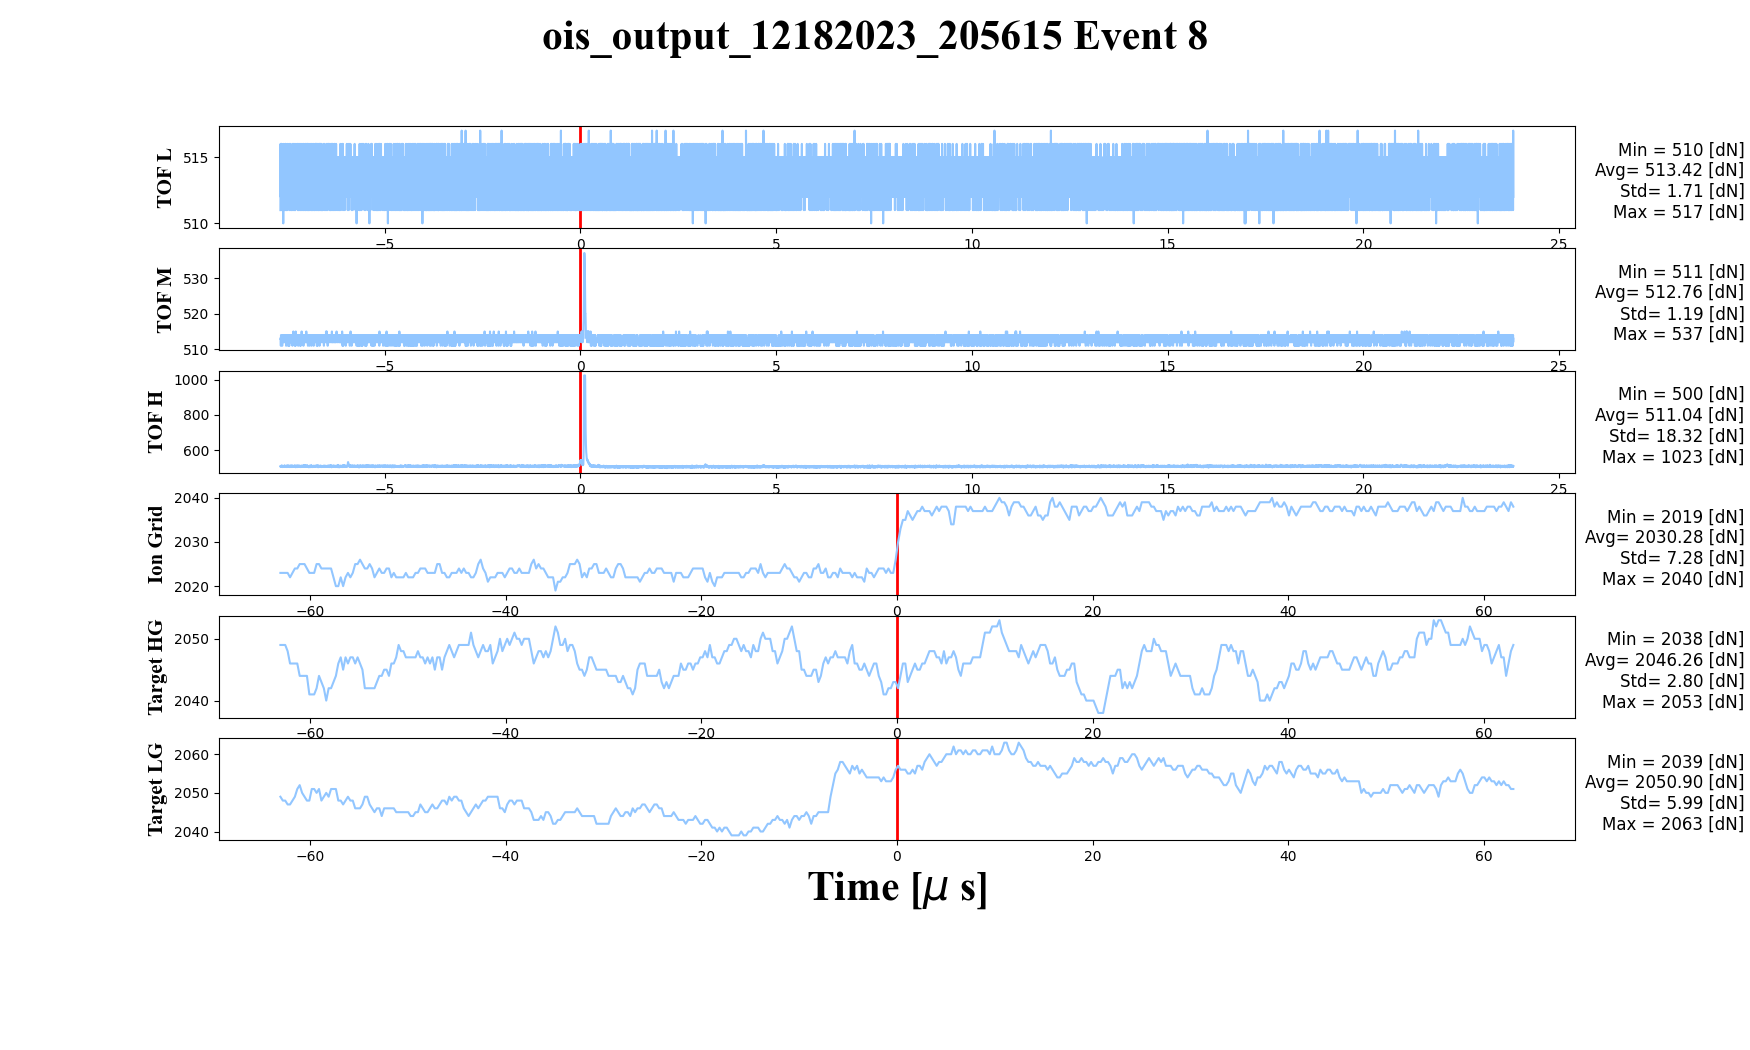 ois_output_12182023_205615 Event 8
TOF L
515
510
Min = 510 [dN]
Avg= 513.42 [dN]
Std= 1.71 [dN]
Max = 517 [dN]
−5 0 5 10 15 20 25
TOF M
530
520
510
Min = 511 [dN]
Avg= 512.76 [dN]
Std= 1.19 [dN]
Max = 537 [dN]
−5 0 5 10 15 20 25
TOF H
1000
800
600
Min = 500 [dN]
Avg= 511.04 [dN]
Std= 18.32 [dN]
Max = 1023 [dN]
−5 0 5 10 15 20 25
Ion Grid
2040
2030
2020
Min = 2019 [dN]
Avg= 2030.28 [dN]
Std= 7.28 [dN]
Max = 2040 [dN]
−60 −40 −20 0 20 40 60
Target HG
2050
2040
Min = 2038 [dN]
Avg= 2046.26 [dN]
Std= 2.80 [dN]
Max = 2053 [dN]
−60 −40 −20 0 20 40 60
Target LG
2060
2050
2040
Min = 2039 [dN]
Avg= 2050.90 [dN]
Std= 5.99 [dN]
Max = 2063 [dN]
−60 −40 −20 0 20 40 60
Time [μ s]